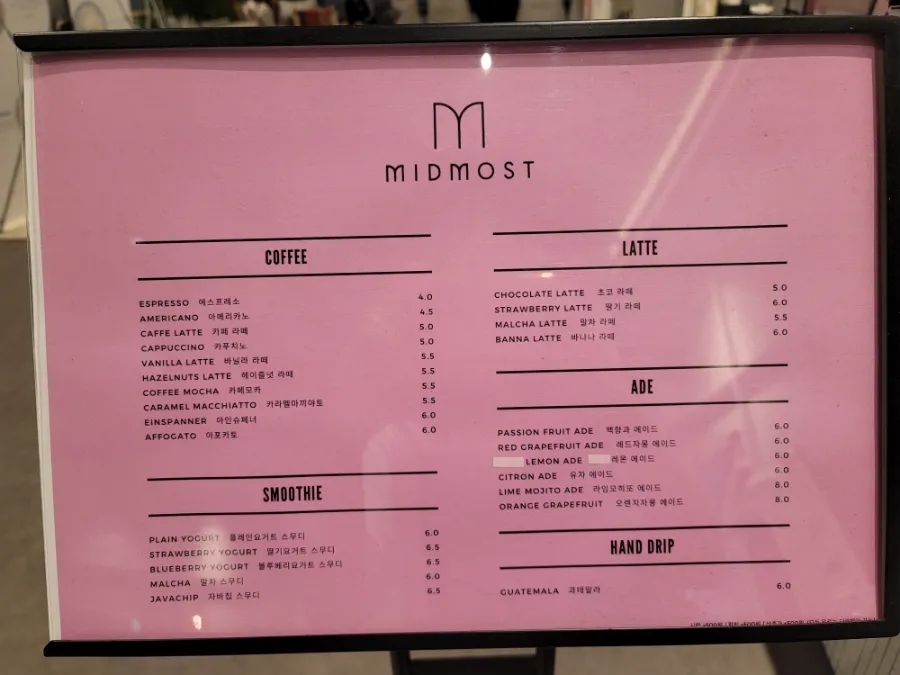 MIDMOST
COFFEE
ESPRESSO 에스프레소 4.0
AMERICANO 아메리카노 4.5
CAFFE LATTE 카페 라떼 5.0
CAPPUCCINO 카푸치노 5.0
VANILLA LATTE 바닐라 라떼 5.5
HAZELNUTS LATTE 헤이즐넛 라떼 5.5
COFFEE MOCHA 카페모카 5.5
CARAMEL MACCHIATTO 카라멜마끼아토 5.5
EINSPANNER 아인슈페너 6.0
AFFOGATO 아포카토 6.0
SMOOTHIE
PLAIN YOGURT 플레인요거트 스무디 6.0
STRAWBERRY YOGURT 딸기요거트 스무디 6.5
BLUEBERRY YOGURT 블루베리요거트 스무디 6.5
MALCHA 말차 스무디 6.0
JAVACHIP 자바칩 스무디 6.5
LATTE
CHOCOLATE LATTE 초코 라떼 5.0
STRAWBERRY LATTE 딸기 라떼 6.0
MALCHA LATTE 말차 라떼 5.5
BANNA LATTE 바나나 라떼 6.0
ADE
PASSION FRUIT ADE 백향과 에이드 6.0
RED GRAPEFRUIT ADE 레드자몽 에이드 6.0
LEMON ADE 레몬 에이드 6.0
CITRON ADE 유자 에이드 6.0
LIME MOJITO ADE 라임모히또 에이드 8.0
ORANGE GRAPEFRUIT 오렌지자몽 에이드 8.0
HAND DRIP
GUATEMALA 과테말라 6.0